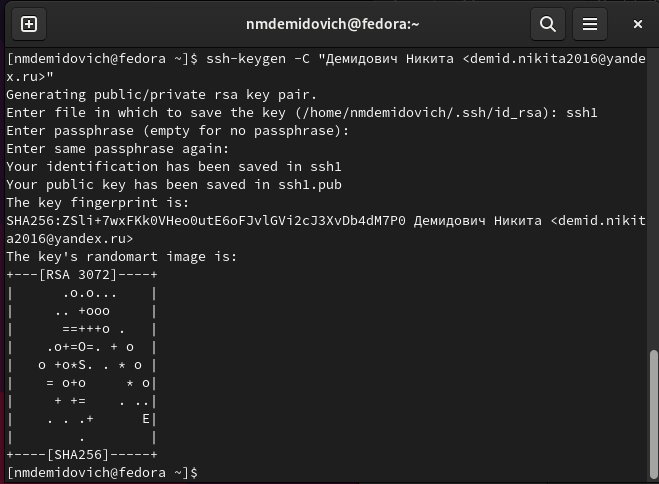 nmdemidovich@fedora:~
[nmdemidovich@fedora ~]$ ssh-keygen -C "Демидович Никита <demid.nikita2016@yande
x.ru>"
Generating public/private rsa key pair.
Enter file in which to save the key (/home/nmdemidovich/.ssh/id_rsa): ssh1
Enter passphrase (empty for no passphrase):
Enter same passphrase again:
Your identification has been saved in ssh1
Your public key has been saved in ssh1.pub
The key fingerprint is:
SHA256:ZSli+7wxFKk0VHeo0utE6oFJvlGVi2cJ3XvDb4dM7P0 Демидович Никита <demid.nikit
a2016@yandex.ru>
The key's randomart image is:
+---[RSA 3072]----+
|      .o.o...    |
|     .. +ooo     |
|      ==+++o .   |
|    .o+=O=. + o  |
|   o +o*S. . * o |
|    = o+o     * o|
|     + +=    . ..|
|    . . .+      E|
|        .        |
+----[SHA256]-----+
[nmdemidovich@fedora ~]$